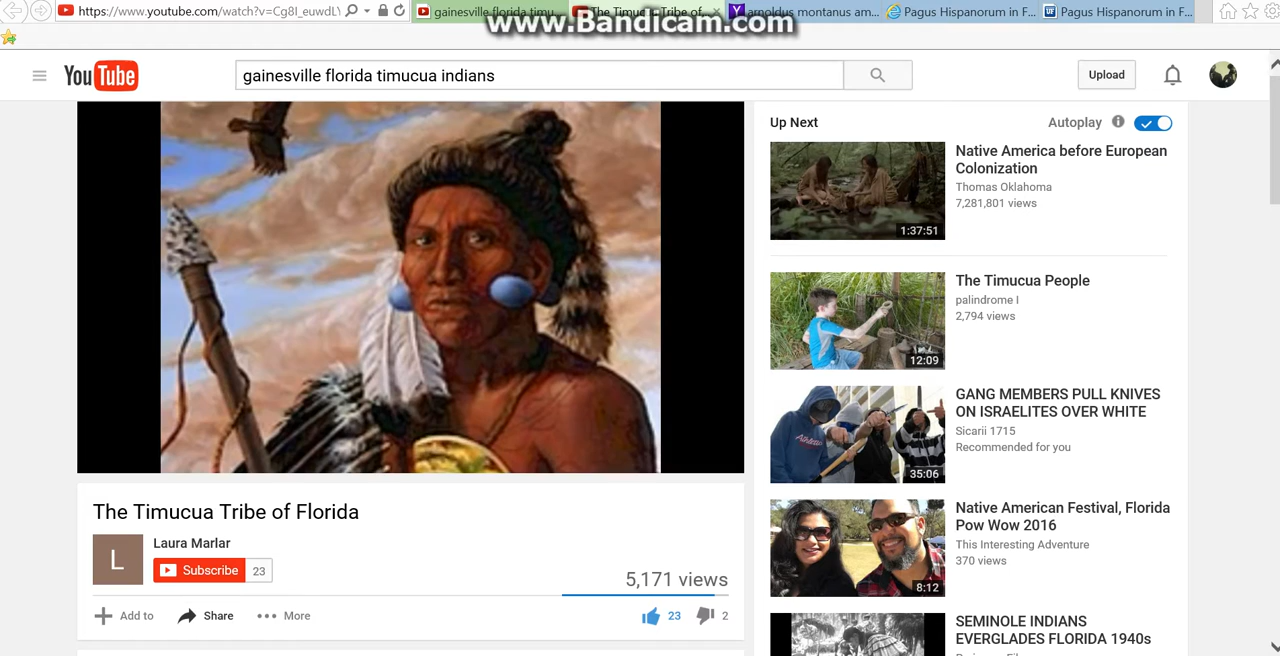 https://www.youtube.com/watch?v=Cg8I_euwdL
gainesville florida timu...
The Timucua Tribe of...
arnoldus montanus am...
Pagus Hispanorum in F...
Pagus Hispanorum in F...
www.Bandicam.com
YouTube
gainesville florida timucua indians
Upload
Up Next
Autoplay
Native America before European
Colonization
Thomas Oklahoma
7,281,801 views
1:37:51
The Timucua People
palindrome I
2,794 views
12:09
GANG MEMBERS PULL KNIVES
ON ISRAELITES OVER WHITE
Sicarii 1715
Recommended for you
35:06
Native American Festival, Florida
Pow Wow 2016
This Interesting Adventure
370 views
8:12
SEMINOLE INDIANS
EVERGLADES FLORIDA 1940s
The Timucua Tribe of Florida
L
Laura Marlar
Subscribe 23
5,171 views
Add to Share More 23 2